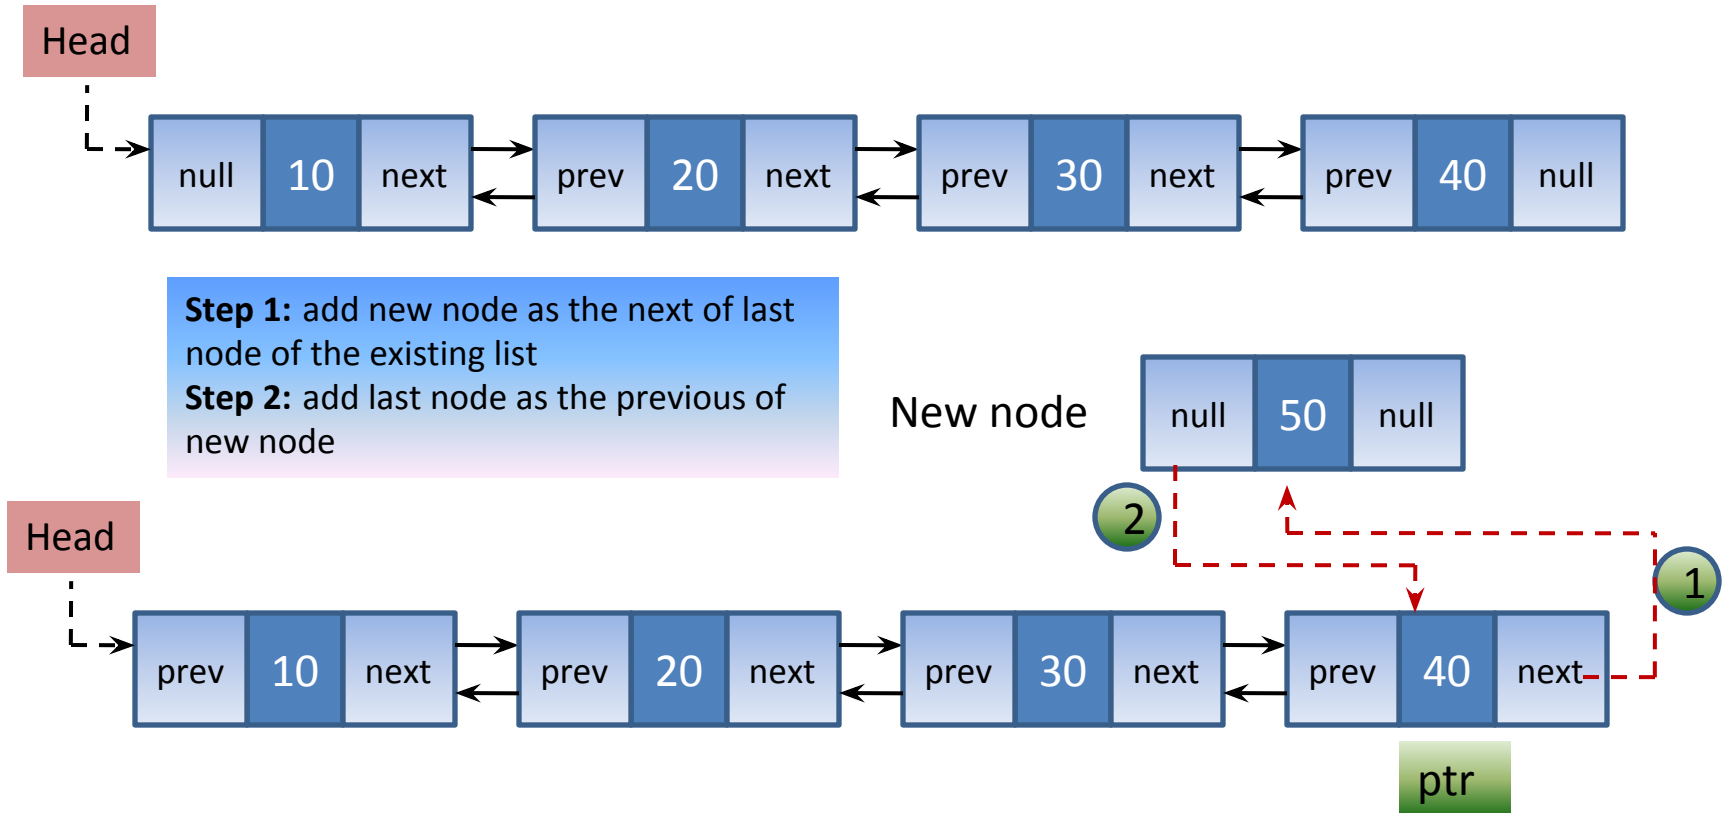 Head
null 10 next prev 20 next prev 30 next prev 40 null
Step 1: add new node as the next of last
node of the existing list
Step 2: add last node as the previous of
new node
New node
null 50 null
2
1
Head
prev 10 next prev 20 next prev 30 next prev 40 next
ptr